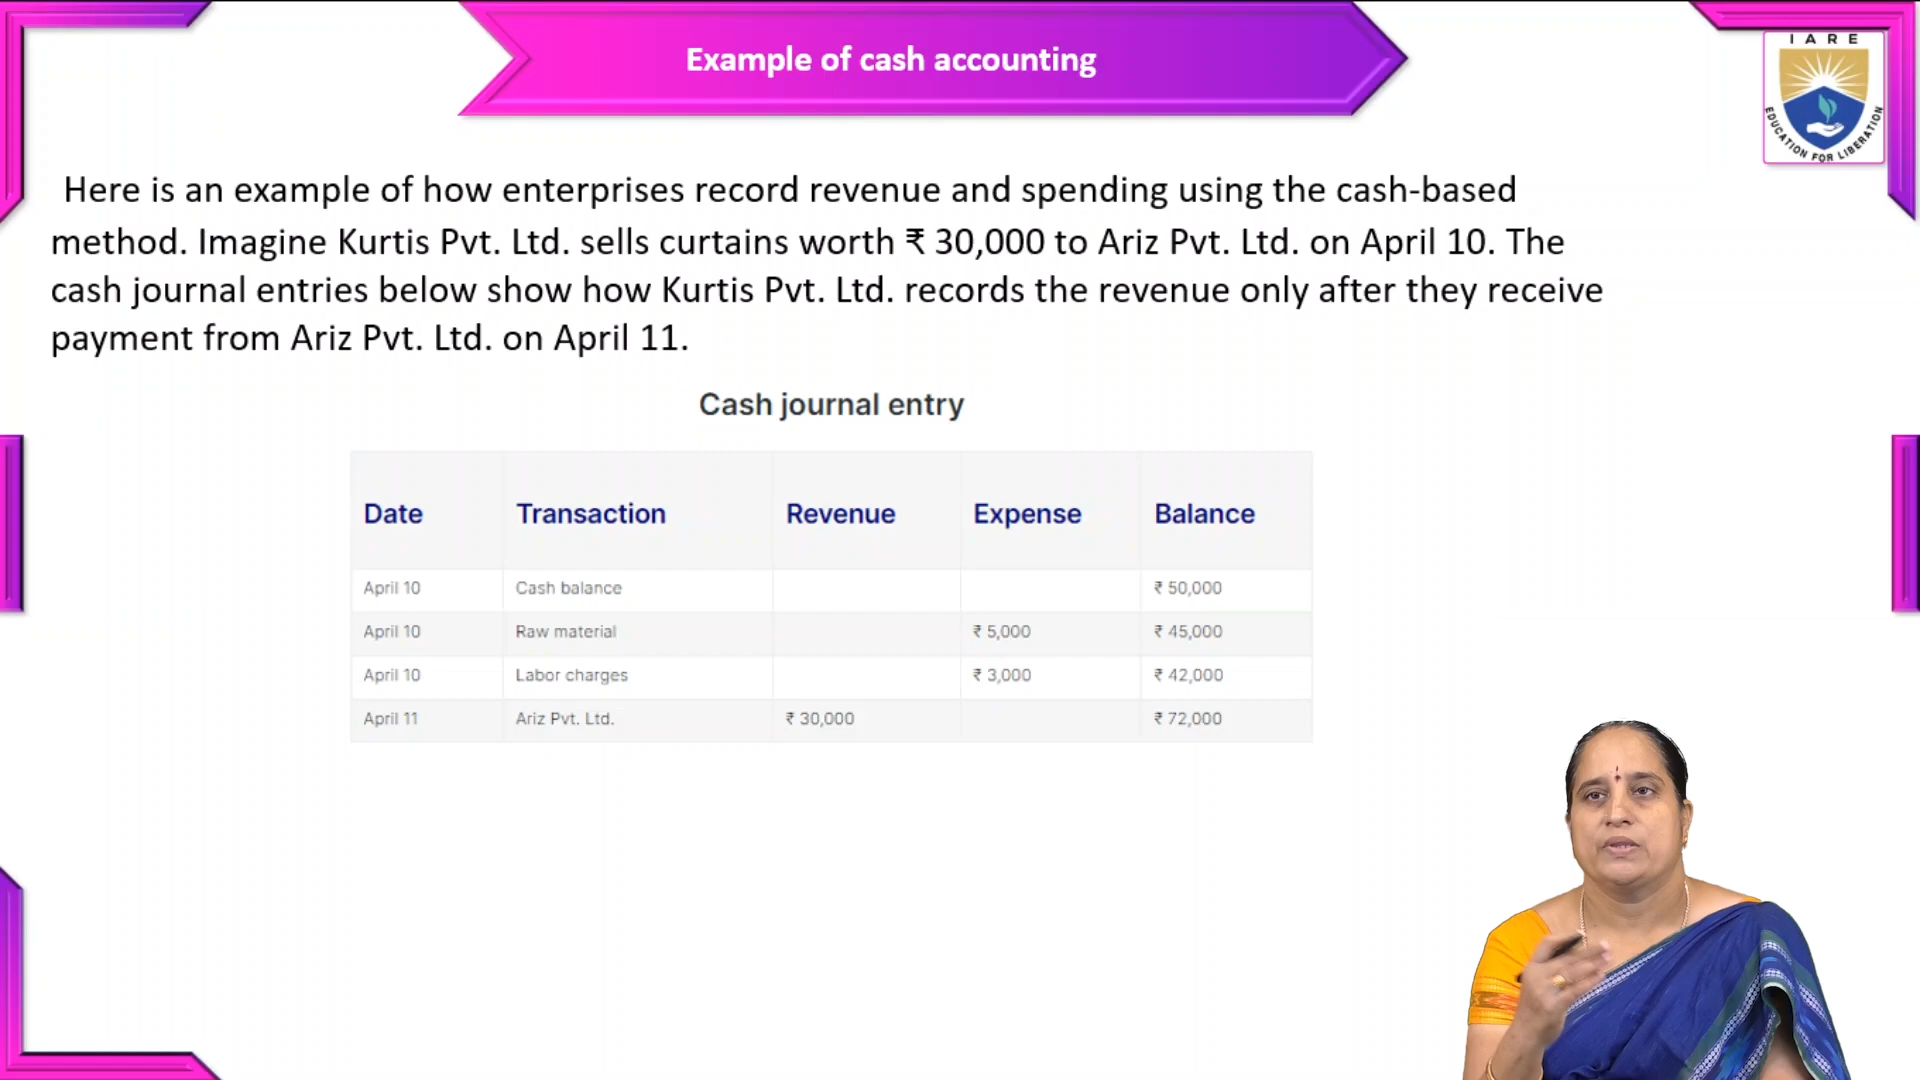 Example of cash accounting
I A R E
EDUCATION FOR LIBERATION
Here is an example of how enterprises record revenue and spending using the cash-based
method. Imagine Kurtis Pvt. Ltd. sells curtains worth ₹ 30,000 to Ariz Pvt. Ltd. on April 10. The
cash journal entries below show how Kurtis Pvt. Ltd. records the revenue only after they receive
payment from Ariz Pvt. Ltd. on April 11.
Cash journal entry
Date Transaction Revenue Expense Balance
April 10 Cash balance ₹ 50,000
April 10 Raw material ₹ 5,000 ₹ 45,000
April 10 Labor charges ₹ 3,000 ₹ 42,000
April 11 Ariz Pvt. Ltd. ₹ 30,000 ₹ 72,000